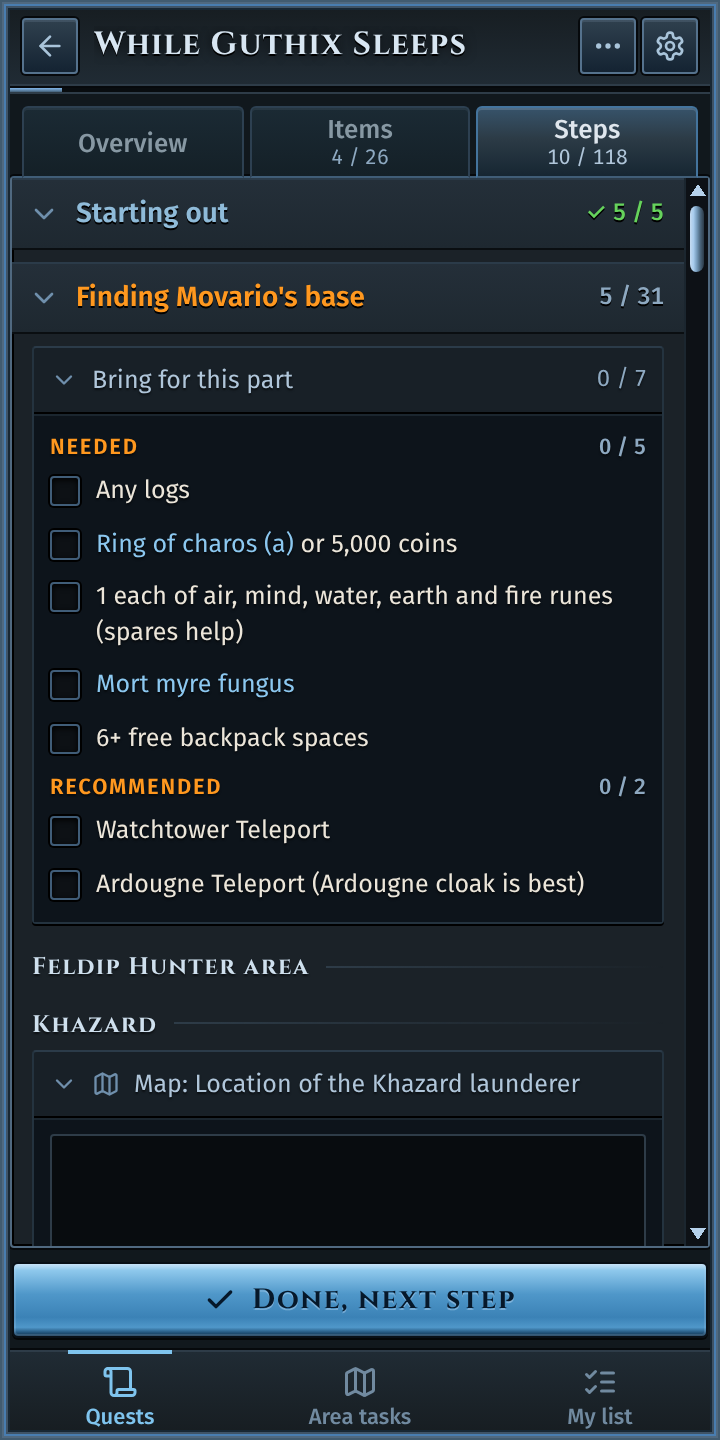 While Guthix Sleeps
Overview
Items
4 / 26
Steps
10 / 118
Starting out
5 / 5
Finding Movario's base
5 / 31
Bring for this part
0 / 7
NEEDED
0 / 5
Any logs
Ring of charos (a) or 5,000 coins
1 each of air, mind, water, earth and fire runes
(spares help)
Mort myre fungus
6+ free backpack spaces
RECOMMENDED
0 / 2
Watchtower Teleport
Ardougne Teleport (Ardougne cloak is best)
Feldip Hunter area
Khazard
Map: Location of the Khazard launderer
Done, next step
Quests
Area tasks
My list